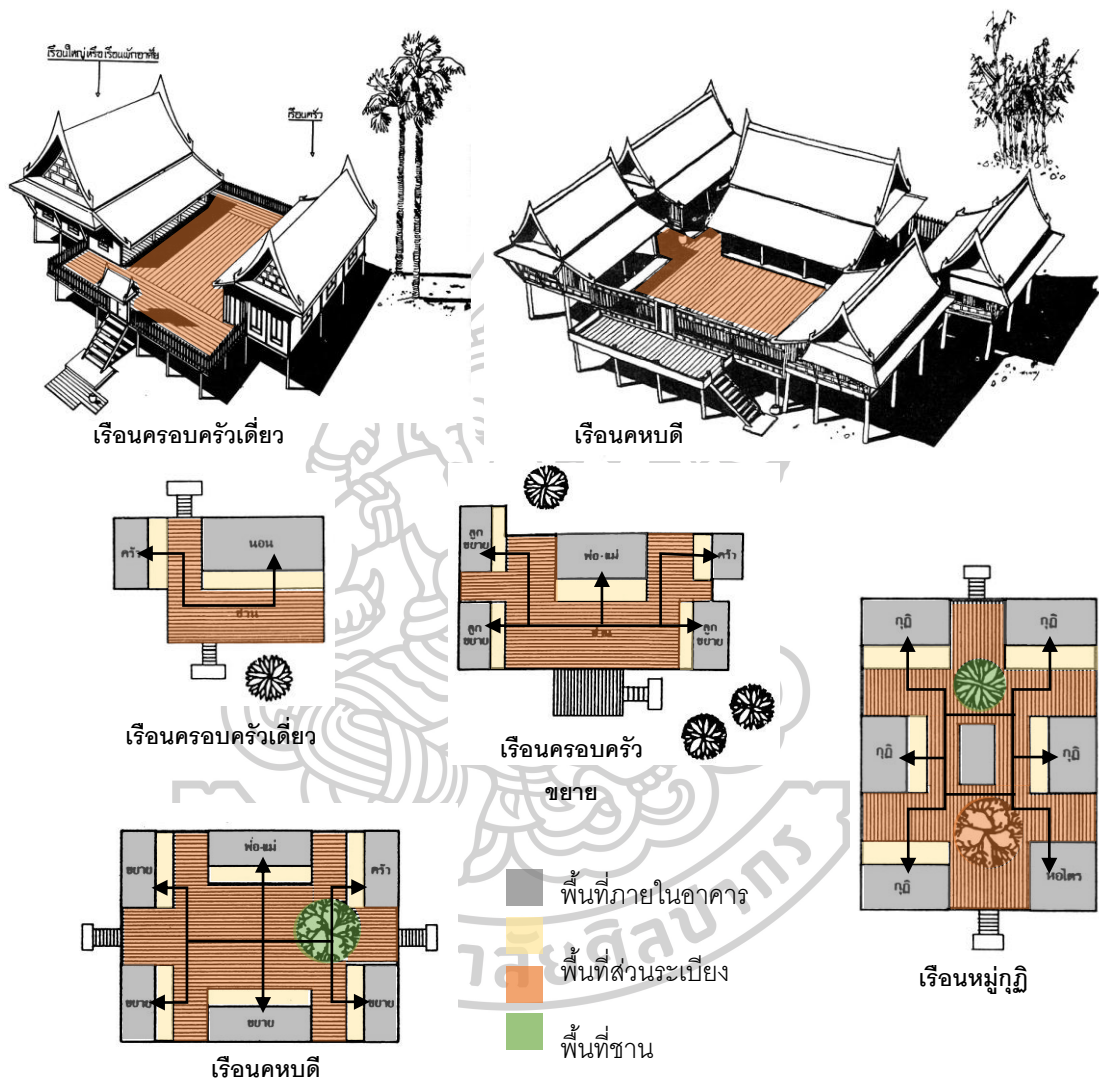 เรือนใหญ่หรือเรือนพักอาศัย
เรือนครัว
เรือนครอบครัวเดี่ยว
เรือนคหบดี
ครัว
นอน
ชาน
เรือนครอบครัวเดี่ยว
ลูก
ขยาย
พ่อ-แม่
ครัว
ลูก
ขยาย
ชาน
ลูก
ขยาย
เรือนครอบครัว
ขยาย
กุฏิ
กุฏิ
กุฏิ
กุฏิ
กุฏิ
หอไตร
เรือนหมู่กุฏิ
ขยาย
พ่อ-แม่
ครัว
ขยาย
ขยาย
ขยาย
เรือนคหบดี
พื้นที่ภายในอาคาร
พื้นที่ส่วนระเบียง
พื้นที่ชาน